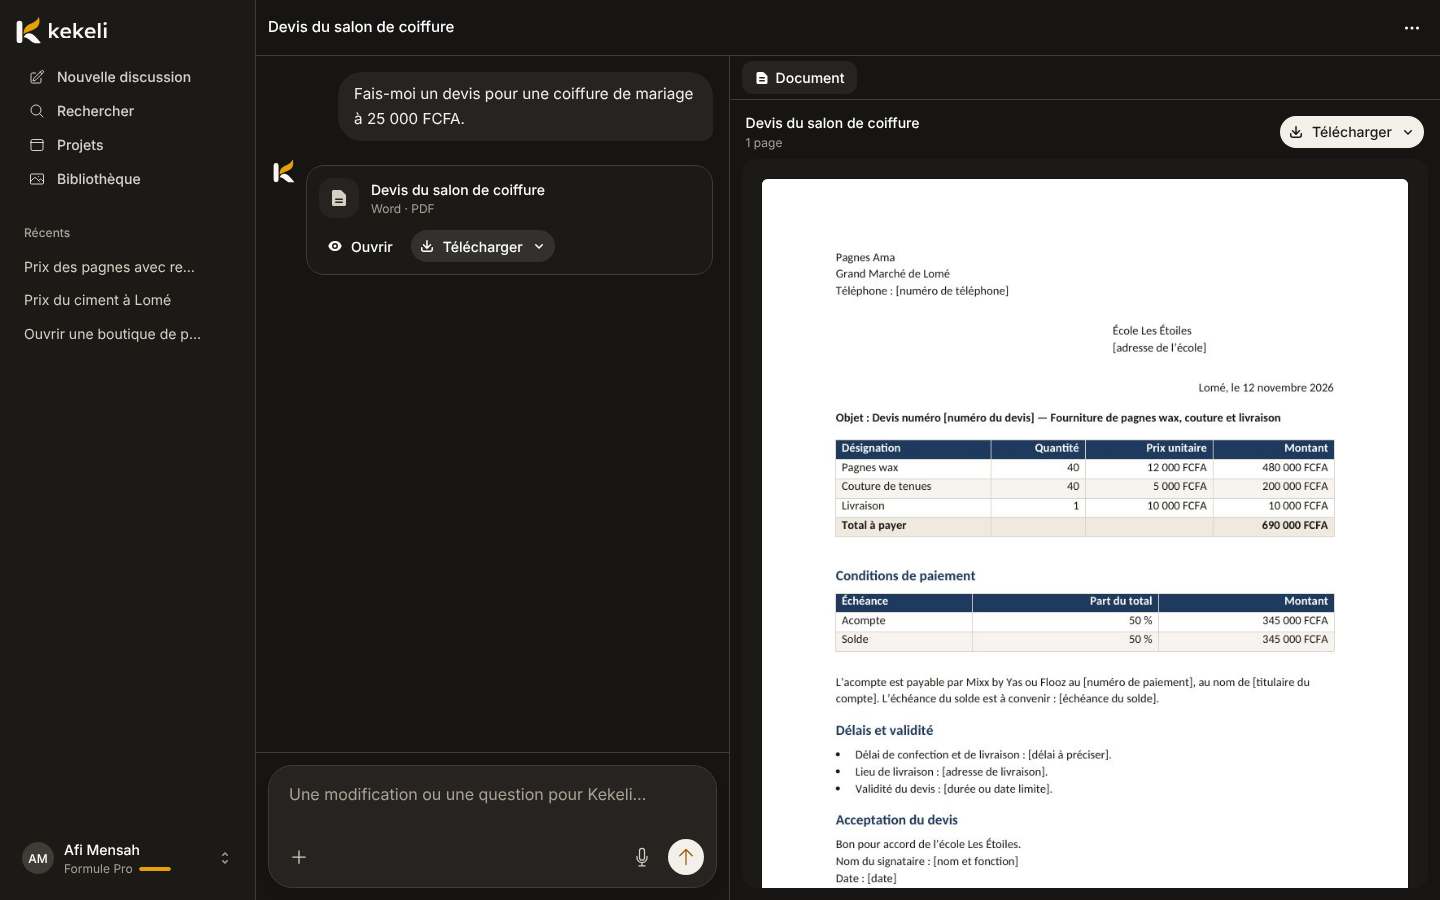 kekeli
Nouvelle discussion
Rechercher
Projets
Bibliothèque
Récents
Prix des pagnes avec re...
Prix du ciment à Lomé
Ouvrir une boutique de p...
AM
Afi Mensah
Formule Pro
Devis du salon de coiffure
Fais-moi un devis pour une coiffure de mariage
à 25 000 FCFA.
Devis du salon de coiffure
Word · PDF
Ouvrir
Télécharger
Une modification ou une question pour Kekeli...
Document
Devis du salon de coiffure
1 page
Télécharger
Pagnes Ama
Grand Marché de Lomé
Téléphone : [numéro de téléphone]
École Les Étoiles
[adresse de l'école]
Lomé, le 12 novembre 2026
Objet : Devis numéro [numéro du devis] — Fourniture de pagnes wax, couture et livraison
Désignation Quantité Prix unitaire Montant
Pagnes wax 40 12 000 FCFA 480 000 FCFA
Couture de tenues 40 5 000 FCFA 200 000 FCFA
Livraison 1 10 000 FCFA 10 000 FCFA
Total à payer 690 000 FCFA
Conditions de paiement
Échéance Part du total Montant
Acompte 50 % 345 000 FCFA
Solde 50 % 345 000 FCFA
L'acompte est payable par Mixx by Yas ou Flooz au [numéro de paiement], au nom de [titulaire du
compte]. L'échéance du solde est à convenir : [échéance du solde].
Délais et validité
• Délai de confection et de livraison : [délai à préciser].
• Lieu de livraison : [adresse de livraison].
• Validité du devis : [durée ou date limite].
Acceptation du devis
Bon pour accord de l'école Les Étoiles.
Nom du signataire : [nom et fonction]
Date : [date]